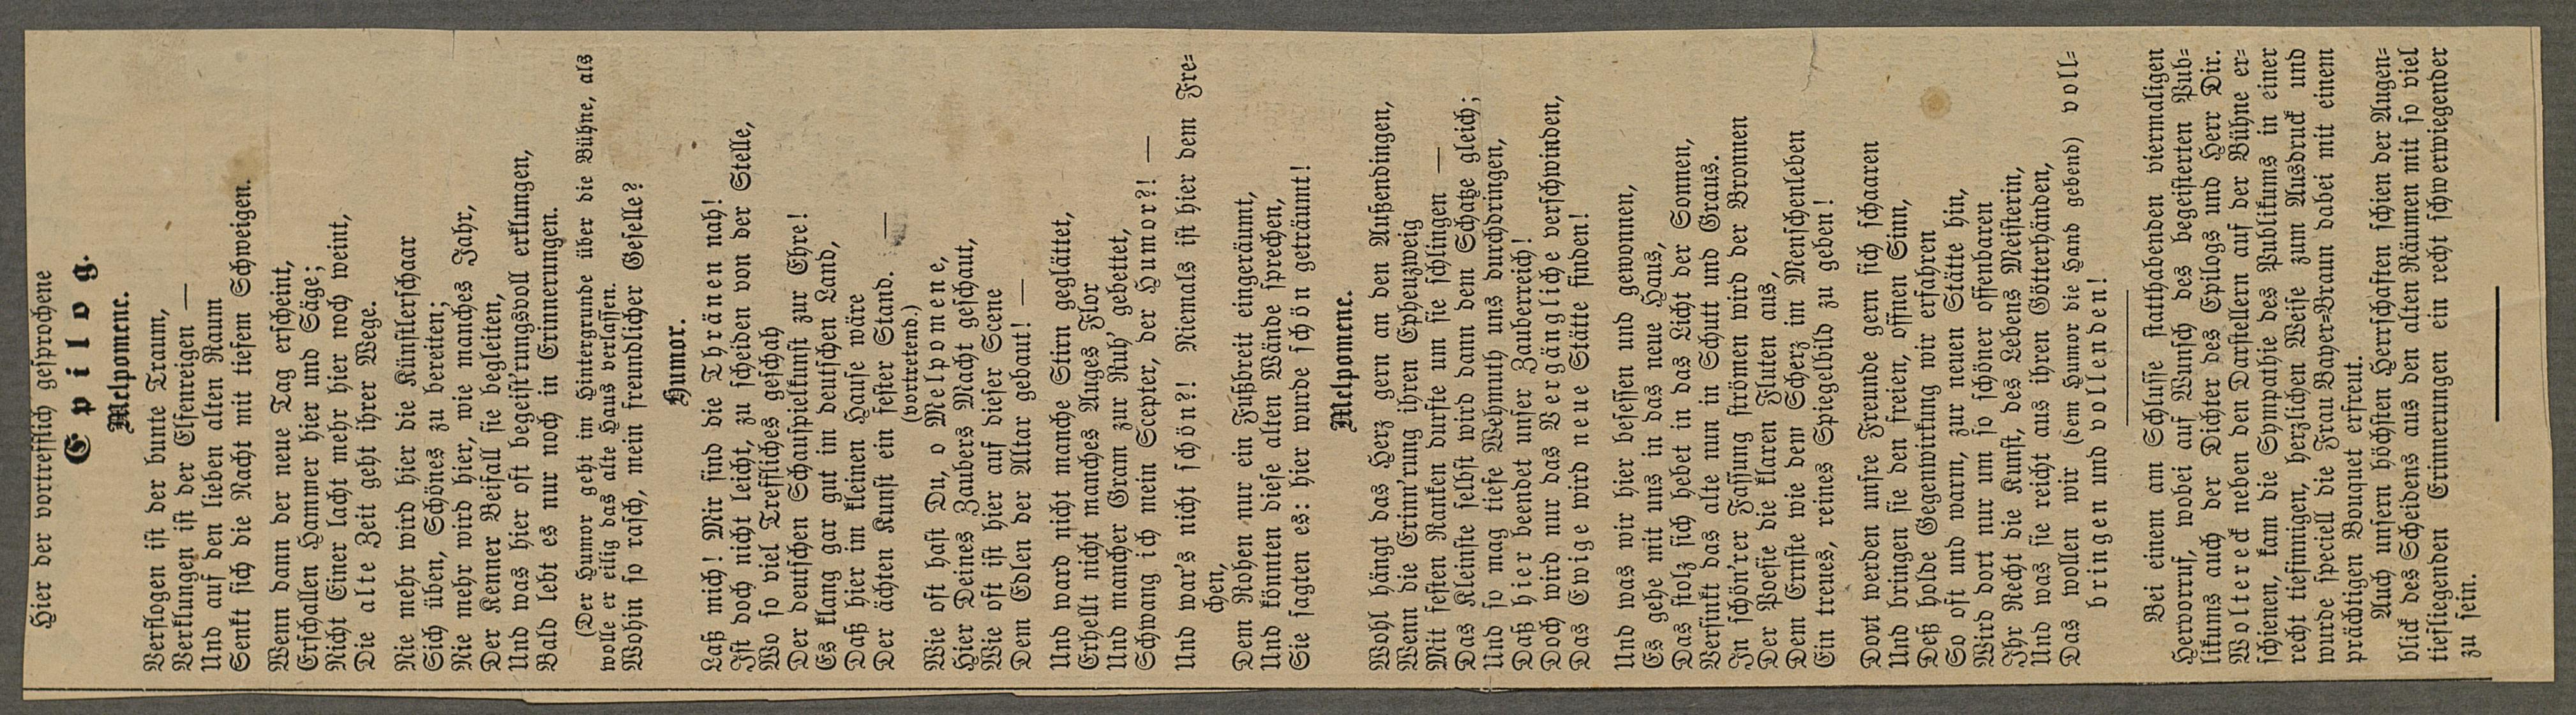 Hier der vortrefflich gesprochene
Epilog.
Melpomene.
Verflogen ist der bunte Traum,
Verklungen ist der Elfenreigen —
Und auf den lieben alten Raum
Senkt sich die Nacht mit tiefem Schweigen.
Wenn dann der neue Tag erscheint,
Erschallen Hammer hier und Säge;
Nicht Einer lacht mehr hier noch weint,
Die alte Zeit geht ihrer Wege.
Nie mehr wird hier die Künstlerschaar
Sich üben, Schönes zu bereiten;
Nie mehr wird hier, wie manches Jahr,
Der Kenner Beifall sie begleiten,
Und was hier oft begeist'rungsvoll erklungen,
Bald lebt es nur noch in Erinnerungen.
(Der Humor geht im Hintergrunde über die Bühne, als
wolle er eilig das alte Haus verlassen.
Wohin so rasch, mein freundlicher Geselle?
Humor.
Laß mich! Mir sind die Thränen nah!
Ist doch nicht leicht, zu scheiden von der Stelle,
Wo so viel Treffliches geschah
Der deutschen Schauspielkunst zur Ehre!
Es klang gar gut im deutschen Land,
Daß hier im kleinen Hause wäre
Der ächten Kunst ein fester Stand. —
(vortretend.)
Wie oft hast Du, o Melpomene,
Hier Deines Zaubers Macht geschaut,
Wie oft ist hier auf dieser Scene
Dem Edlen der Altar gebaut! —
Und ward nicht manche Stirn geglättet,
Erhellt nicht manches Auges Flor
Und mancher Gram zur Ruh' gebettet,
Schwang ich mein Scepter, der Humor?! —
Und war's nicht schön?! Niemals ist hier dem Fre=
chen,
Dem Rohen nur ein Fußbreit eingeräumt,
Und könnten diese alten Wände sprechen,
Sie sagten es: hier wurde schön geträumt!
Melpomene.
Wohl hängt das Herz gern an den Außendingen,
Wenn die Erinn'rung ihren Epheuzweig
Mit festen Ranken durfte um sie schlingen —
Das Kleinste selbst wird dann dem Schatze gleich;
Und so mag tiefe Wehmuth uns durchdringen,
Daß hier beendet unser Zauberreich!
Doch wird nur das Vergängliche verschwinden,
Das Ewige wird neue Stätte finden!
Und was wir hier besessen und gewonnen,
Es gehe mit uns in das neue Haus,
Das stolz sich hebet in das Licht der Sonnen,
Versinkt das alte nun in Schutt und Graus.
In schön'rer Fassung strömen wird der Bronnen
Der Poesie die klaren Fluten aus,
Dem Ernste wie dem Scherz im Menschenleben
Ein treues, reines Spiegelbild zu geben!
Dort werden unsre Freunde gern sich schaaren
Und bringen sie den freien, offnen Sinn,
Deß holde Gegenwirkung wir erfahren
So oft und warm, zur neuen Stätte hin,
Wird dort nur um so schöner offenbaren
Ihr Recht die Kunst, des Lebens Meisterin,
Und was sie reicht aus ihren Götterhänden,
Das wollen wir (dem Humor die Hand gebend) voll=
bringen und vollenden!
Bei einem am Schlusse statthabenden viermaligen
Hervorruf, wobei auf Wunsch des begeisterten Pub=
likums auch der Dichter des Epilogs und Herr Dir.
Woltereck neben den Darstellern auf der Bühne er=
schienen, kam die Sympathie des Publikums in einer
recht tiefinnigen, herzlichen Weise zum Ausdruck und
wurde speciell die Frau Bayer=Braun dabei mit einem
prächtigen Bouquet erfreut.
Auch unsern höchsten Herrschaften schien der Augen=
blick des Scheidens aus den alten Räumen mit so viel
tiefliegenden Erinnerungen ein recht schwerwiegender
zu sein.